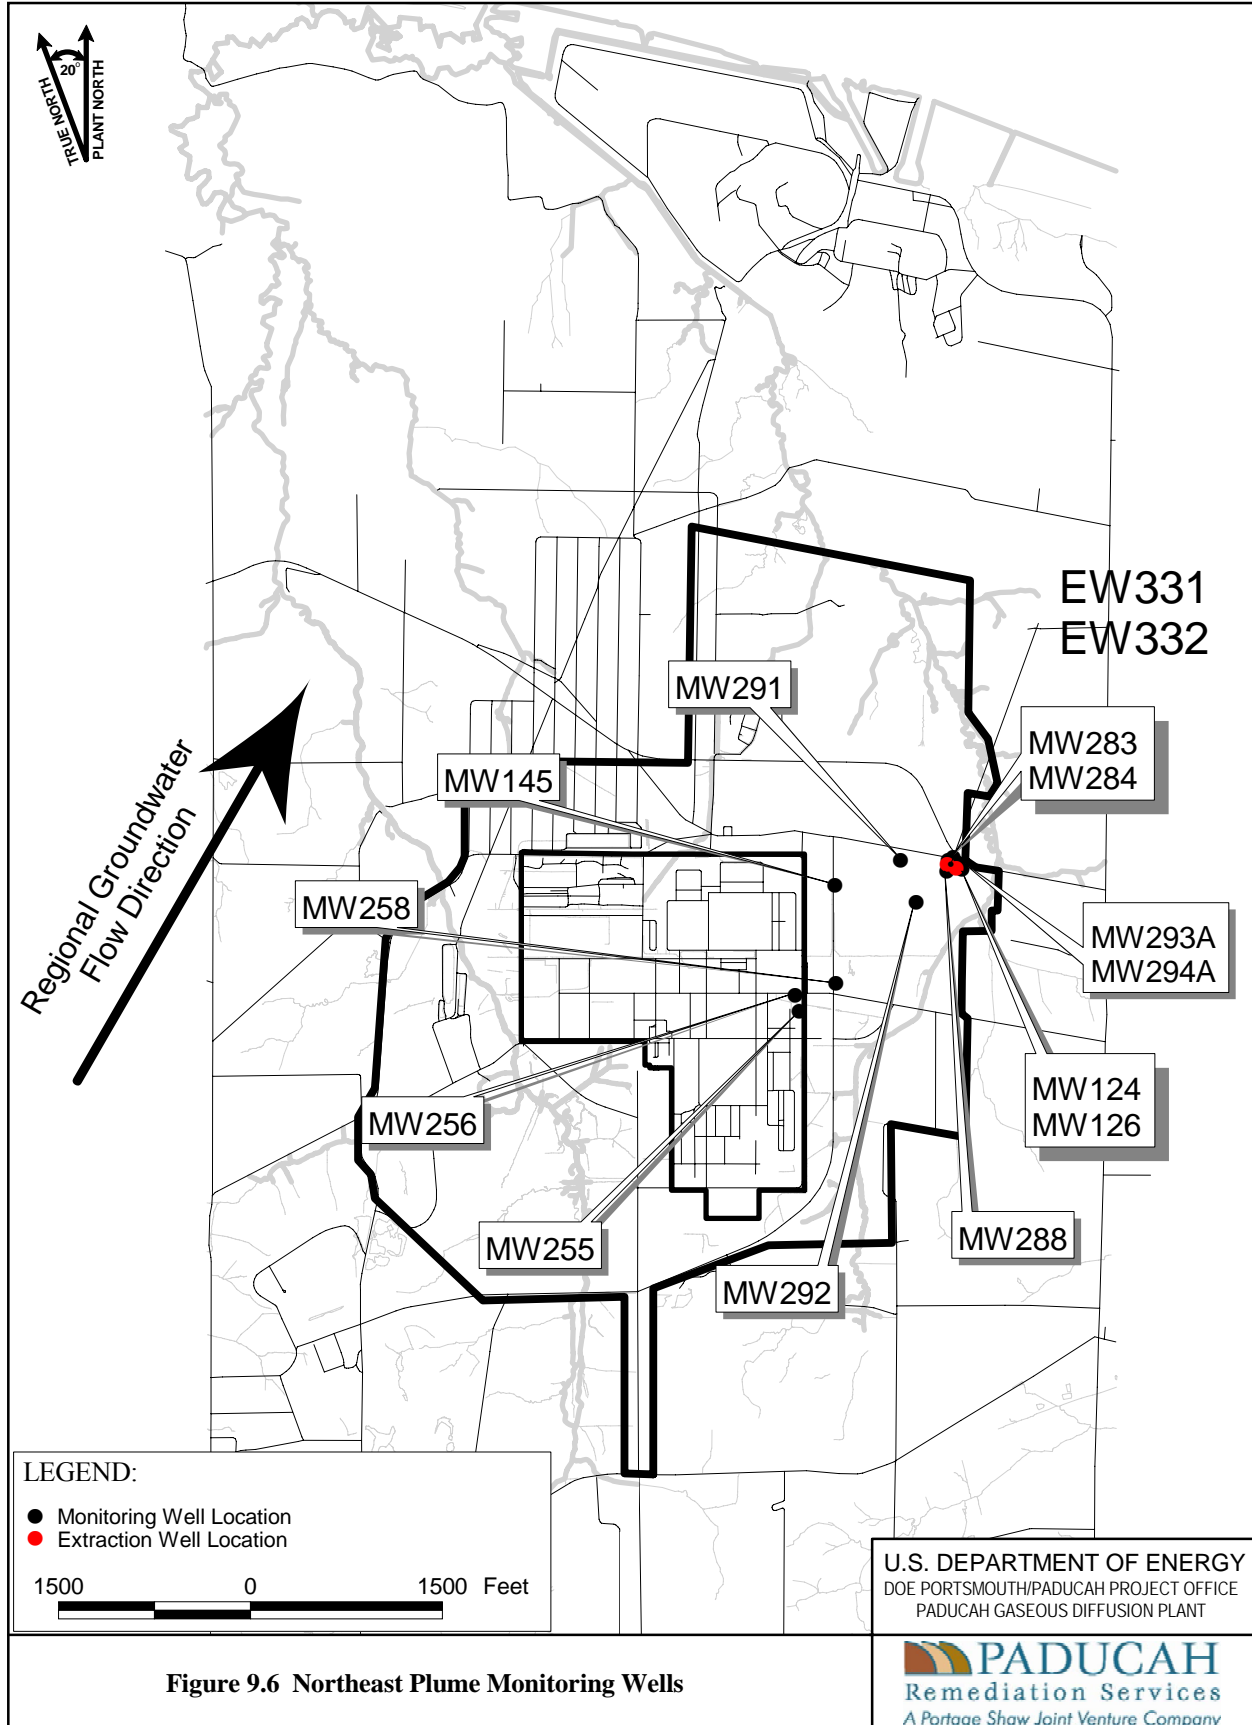 20°
TRUE NORTH
PLANT NORTH
EW331
EW332
MW291
MW283
MW284
MW145
Regional Groundwater
Flow Direction
MW258
MW293A
MW294A
MW256
MW124
MW126
MW255
MW288
MW292
LEGEND:
Monitoring Well Location
Extraction Well Location
1500 0 1500 Feet
U.S. DEPARTMENT OF ENERGY
DOE PORTSMOUTH/PADUCAH PROJECT OFFICE
PADUCAH GASEOUS DIFFUSION PLANT
Figure 9.6 Northeast Plume Monitoring Wells
PADUCAH
Remediation Services
A Portage Shaw Joint Venture Company